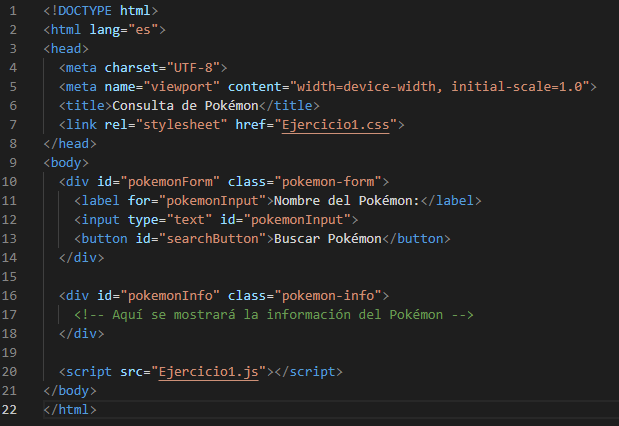 1 <!DOCTYPE html>
2 <html lang="es">
3 <head>
4   <meta charset="UTF-8">
5   <meta name="viewport" content="width=device-width, initial-scale=1.0">
6   <title>Consulta de Pokémon</title>
7   <link rel="stylesheet" href="Ejercicio1.css">
8 </head>
9 <body>
10   <div id="pokemonForm" class="pokemon-form">
11     <label for="pokemonInput">Nombre del Pokémon:</label>
12     <input type="text" id="pokemonInput">
13     <button id="searchButton">Buscar Pokémon</button>
14   </div>
15
16   <div id="pokemonInfo" class="pokemon-info">
17     <!-- Aquí se mostrará la información del Pokémon -->
18   </div>
19
20   <script src="Ejercicio1.js"></script>
21 </body>
22 </html>